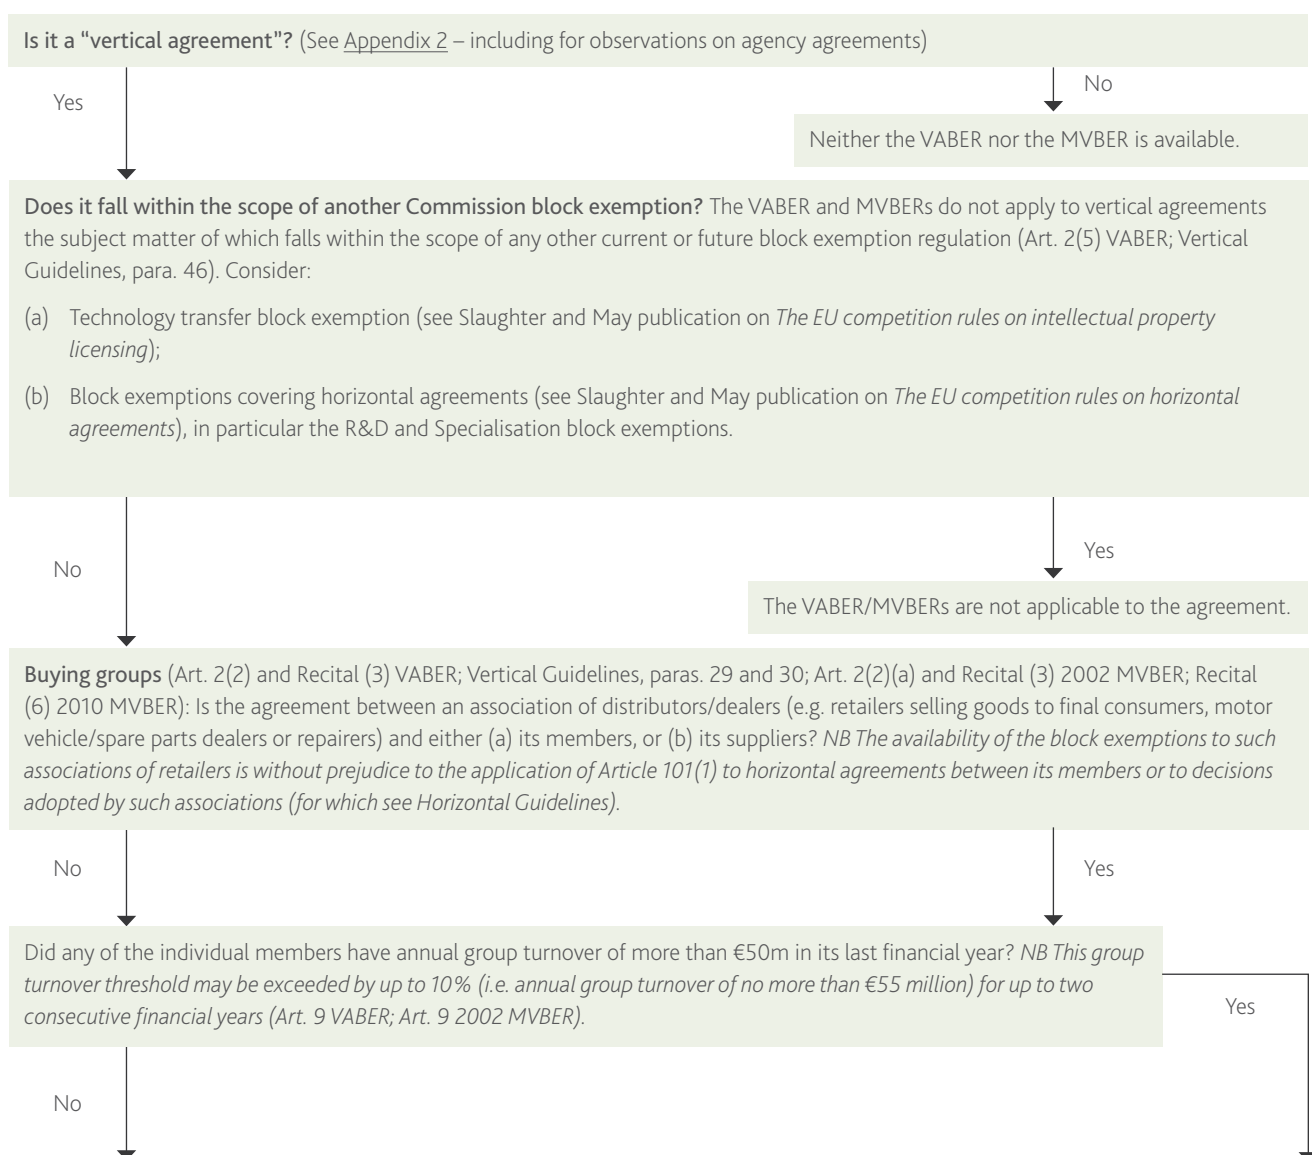 Is it a “vertical agreement”? (See Appendix 2 – including for observations on agency agreements)
Yes
No
Neither the VABER nor the MVBER is available.
Does it fall within the scope of another Commission block exemption? The VABER and MVBERs do not apply to vertical agreements
the subject matter of which falls within the scope of any other current or future block exemption regulation (Art. 2(5) VABER; Vertical
Guidelines, para. 46). Consider:
(a) Technology transfer block exemption (see Slaughter and May publication on The EU competition rules on intellectual property
licensing);
(b) Block exemptions covering horizontal agreements (see Slaughter and May publication on The EU competition rules on horizontal
agreements), in particular the R&D and Specialisation block exemptions.
No
Yes
The VABER/MVBERs are not applicable to the agreement.
Buying groups (Art. 2(2) and Recital (3) VABER; Vertical Guidelines, paras. 29 and 30; Art. 2(2)(a) and Recital (3) 2002 MVBER; Recital
(6) 2010 MVBER): Is the agreement between an association of distributors/dealers (e.g. retailers selling goods to final consumers, motor
vehicle/spare parts dealers or repairers) and either (a) its members, or (b) its suppliers? NB The availability of the block exemptions to such
associations of retailers is without prejudice to the application of Article 101(1) to horizontal agreements between its members or to decisions
adopted by such associations (for which see Horizontal Guidelines).
No
Yes
Did any of the individual members have annual group turnover of more than €50m in its last financial year? NB This group
turnover threshold may be exceeded by up to 10% (i.e. annual group turnover of no more than €55 million) for up to two
consecutive financial years (Art. 9 VABER; Art. 9 2002 MVBER).
Yes
No